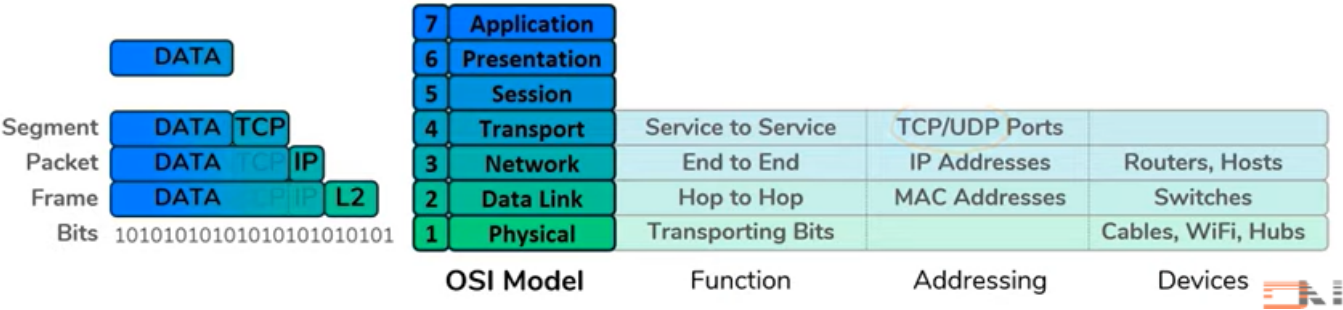 7 Application
DATA 6 Presentation
5 Session
Segment DATA TCP 4 Transport Service to Service TCP/UDP Ports
Packet DATA TCP IP 3 Network End to End IP Addresses Routers, Hosts
Frame DATA TCP IP L2 2 Data Link Hop to Hop MAC Addresses Switches
Bits 10101010101010101010101 1 Physical Transporting Bits Cables, WiFi, Hubs
OSI Model Function Addressing Devices